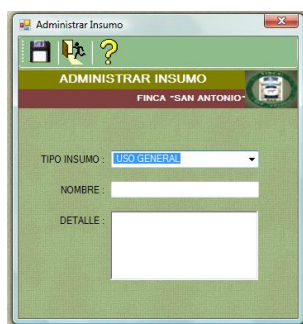 Administrar Insumo
ADMINISTRAR INSUMO
FINCA "SAN ANTONIO"
TIPO INSUMO : USO GENERAL
NOMBRE :
DETALLE :